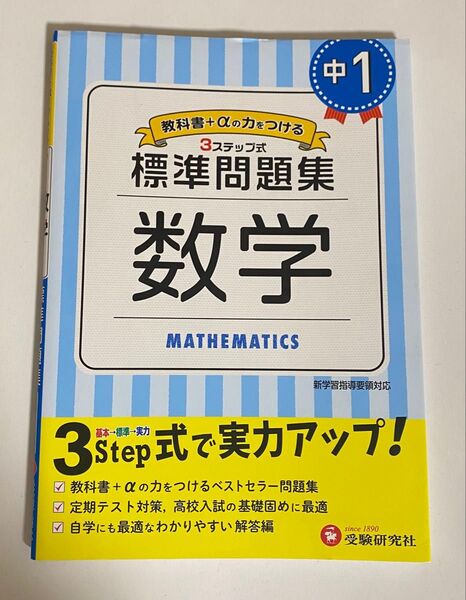 中1
教科書+αの力をつける
3ステップ式
標準問題集
数学
MATHEMATICS
新学習指導要領対応
基本→標準→実力
3Step式で実力アップ!
教科書+αの力をつけるベストセラー問題集
定期テスト対策,高校入試の基礎固めに最適
自学にも最適なわかりやすい解答編
since 1890
受験研究社